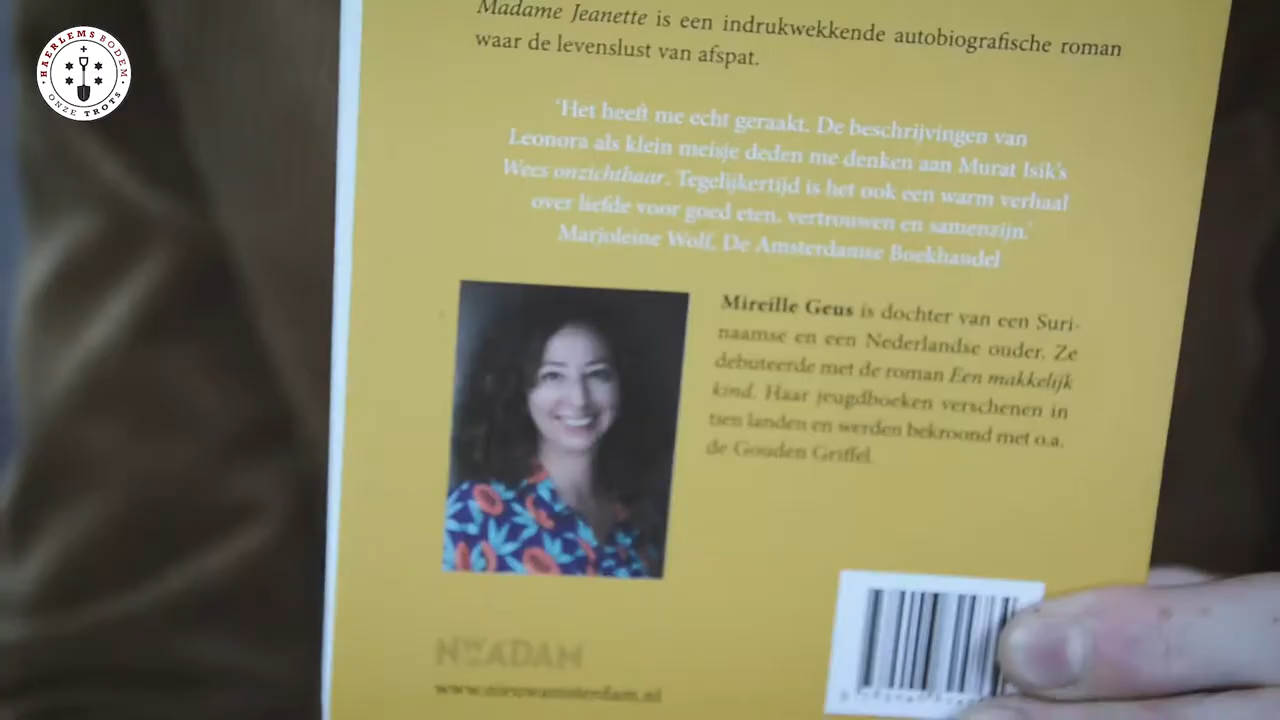 HAERLEMS BODEM
ONZE TROTS
Madame Jeanette is een indrukwekkende autobiografische roman
waar de levenslust van afspat.
‘Het heeft me echt geraakt. De beschrijvingen van
Leonora als klein meisje deden me denken aan Murat Isik’s
Wees onzichtbaar. Tegelijkertijd is het ook een warm verhaal
over liefde voor goed eten, vertrouwen en samenzijn.’
Marjoleine Wolf, De Amsterdamse Boekhandel
Mireille Geus is dochter van een Suri-
naamse en een Nederlandse ouder. Ze
debuteerde met de roman Een makkelijk
kind. Haar jeugdboeken verschenen in
tien landen en werden bekroond met o.a.
de Gouden Griffel.
www.nieuwamsterdam.nl